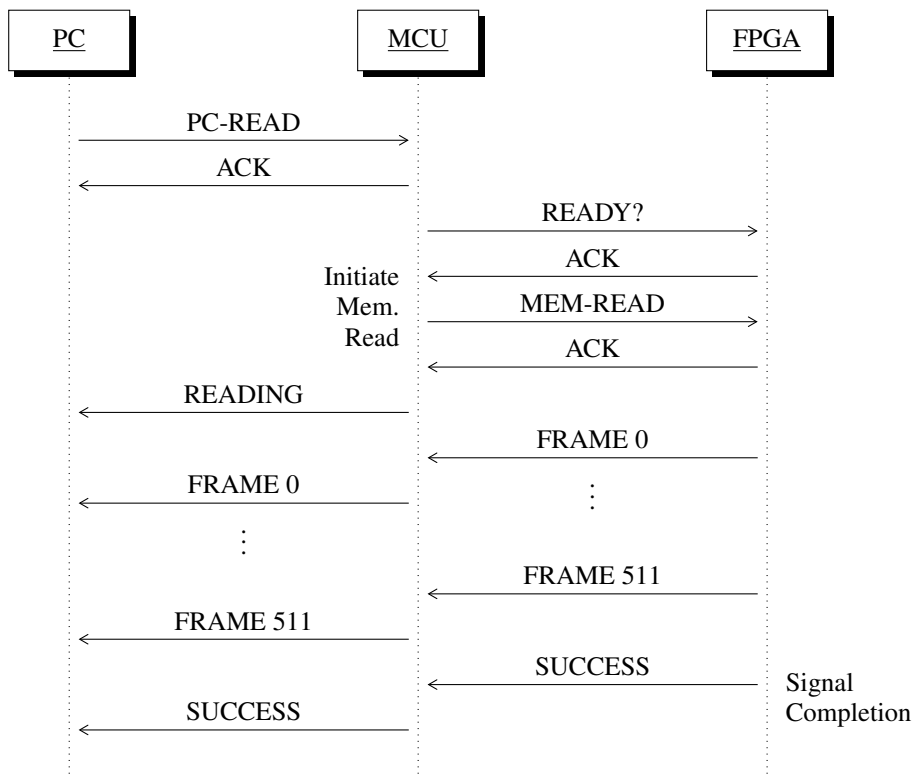 PC
MCU
FPGA
PC-READ
ACK
READY?
ACK
Initiate
Mem.
Read
MEM-READ
ACK
READING
FRAME 0
FRAME 0
FRAME 511
FRAME 511
SUCCESS
Signal
Completion
SUCCESS